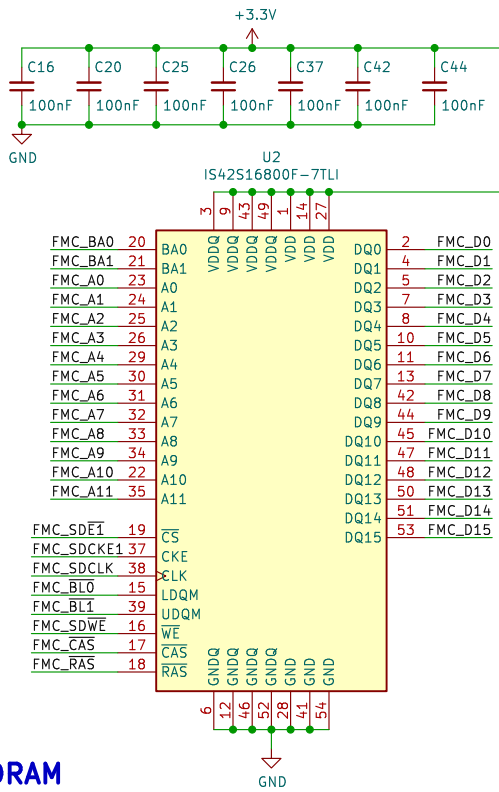 +3.3V
C16 C20 C25 C26 C37 C42 C44
100nF 100nF 100nF 100nF 100nF 100nF 100nF
GND
U2
IS42S16800F-7TLI
3 9 43 49 1 14 27
VDDQ VDDQ VDDQ VDDQ VDD VDD VDD
FMC_BA0 20 BA0 DQ0 2 FMC_D0
FMC_BA1 21 BA1 DQ1 4 FMC_D1
FMC_A0 23 A0 DQ2 5 FMC_D2
FMC_A1 24 A1 DQ3 7 FMC_D3
FMC_A2 25 A2 DQ4 8 FMC_D4
FMC_A3 26 A3 DQ5 10 FMC_D5
FMC_A4 29 A4 DQ6 11 FMC_D6
FMC_A5 30 A5 DQ7 13 FMC_D7
FMC_A6 31 A6 DQ8 42 FMC_D8
FMC_A7 32 A7 DQ9 44 FMC_D9
FMC_A8 33 A8 DQ10 45 FMC_D10
FMC_A9 34 A9 DQ11 47 FMC_D11
FMC_A10 22 A10 DQ12 48 FMC_D12
FMC_A11 35 A11 DQ13 50 FMC_D13
DQ14 51 FMC_D14
FMC_SDE1 19 CS DQ15 53 FMC_D15
FMC_SDCKE1 37 CKE
FMC_SDCLK 38 CLK
FMC_BL0 15 LDQM
FMC_BL1 39 UDQM
FMC_SDWE 16 WE
FMC_CAS 17 CAS
FMC_RAS 18 RAS
GNDQ GNDQ GNDQ GNDQ GND GND GND
6 12 46 52 28 41 54
GND
DRAM